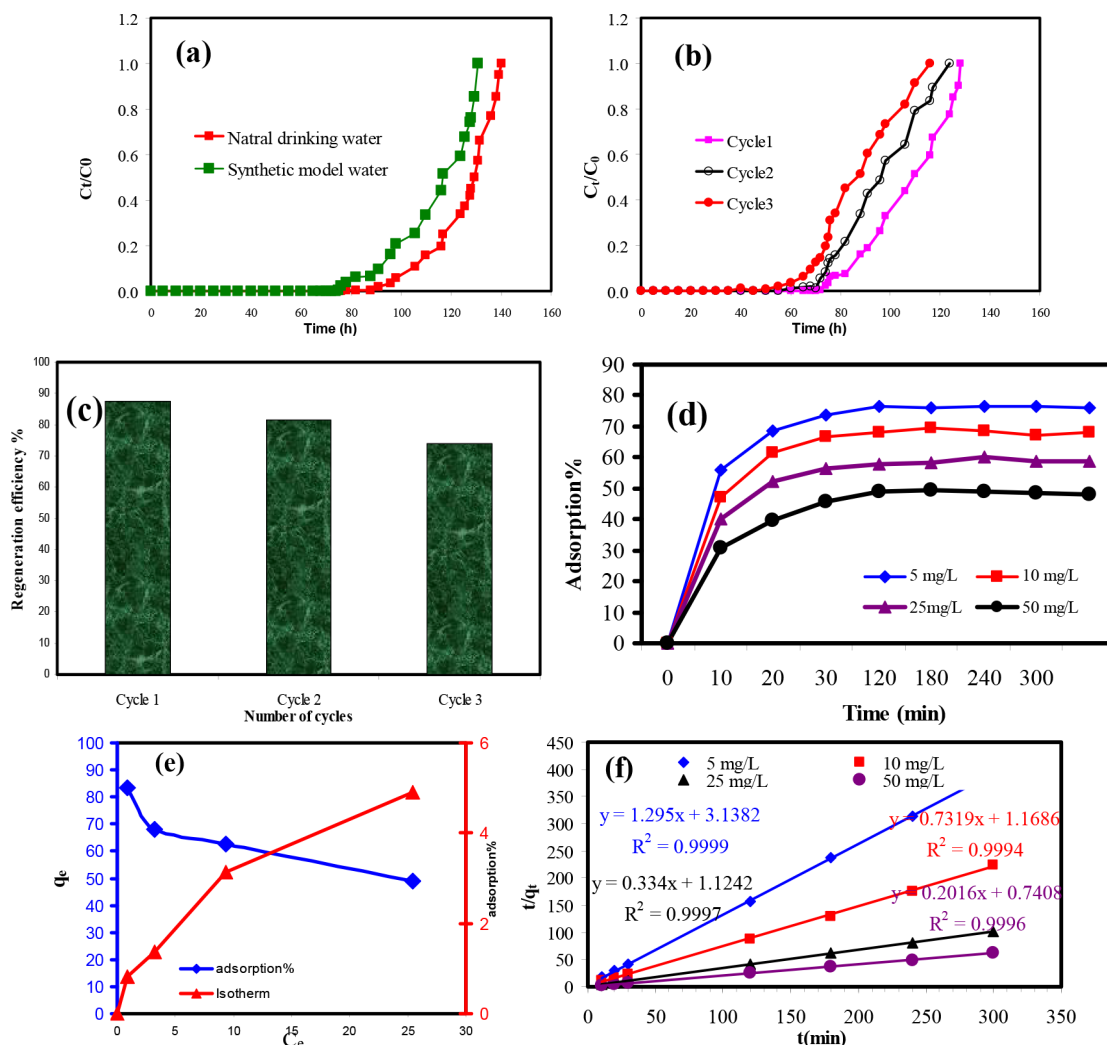 (a)
1.2
1.0
0.8
0.6
0.4
0.2
0.0
Ct/C0
Natral drinking water
Synthetic model water
0 20 40 60 80 100 120 140 160
Time (h)
(b)
1.2
1.0
0.8
0.6
0.4
0.2
0.0
Ct/C0
Cycle1
Cycle2
Cycle3
0 20 40 60 80 100 120 140 160
Time (h)
(c)
100
90
80
70
60
50
40
30
20
10
0
Regeneration efficiency %
Cycle 1 Cycle 2 Cycle 3
Number of cycles
(d)
90
80
70
60
50
40
30
20
10
0
Adsorption%
5 mg/L 10 mg/L
25mg/L 50 mg/L
0 10 20 30 120 180 240 300
Time (min)
(e)
100
90
80
70
60
50
40
30
20
10
0
qe
6
4
2
0
adsorption%
adsorption%
Isotherm
0 5 10 15 20 25 30
Ce
(f)
450
400
350
300
250
200
150
100
50
0
t/qt
5 mg/L 10 mg/L
25 mg/L 50 mg/L
y = 1.295x + 3.1382
R² = 0.9999
y = 0.7319x + 1.1686
R² = 0.9994
y = 0.334x + 1.1242
R² = 0.9997
y = 0.2016x + 0.7408
R² = 0.9996
0 50 100 150 200 250 300 350
t(min)